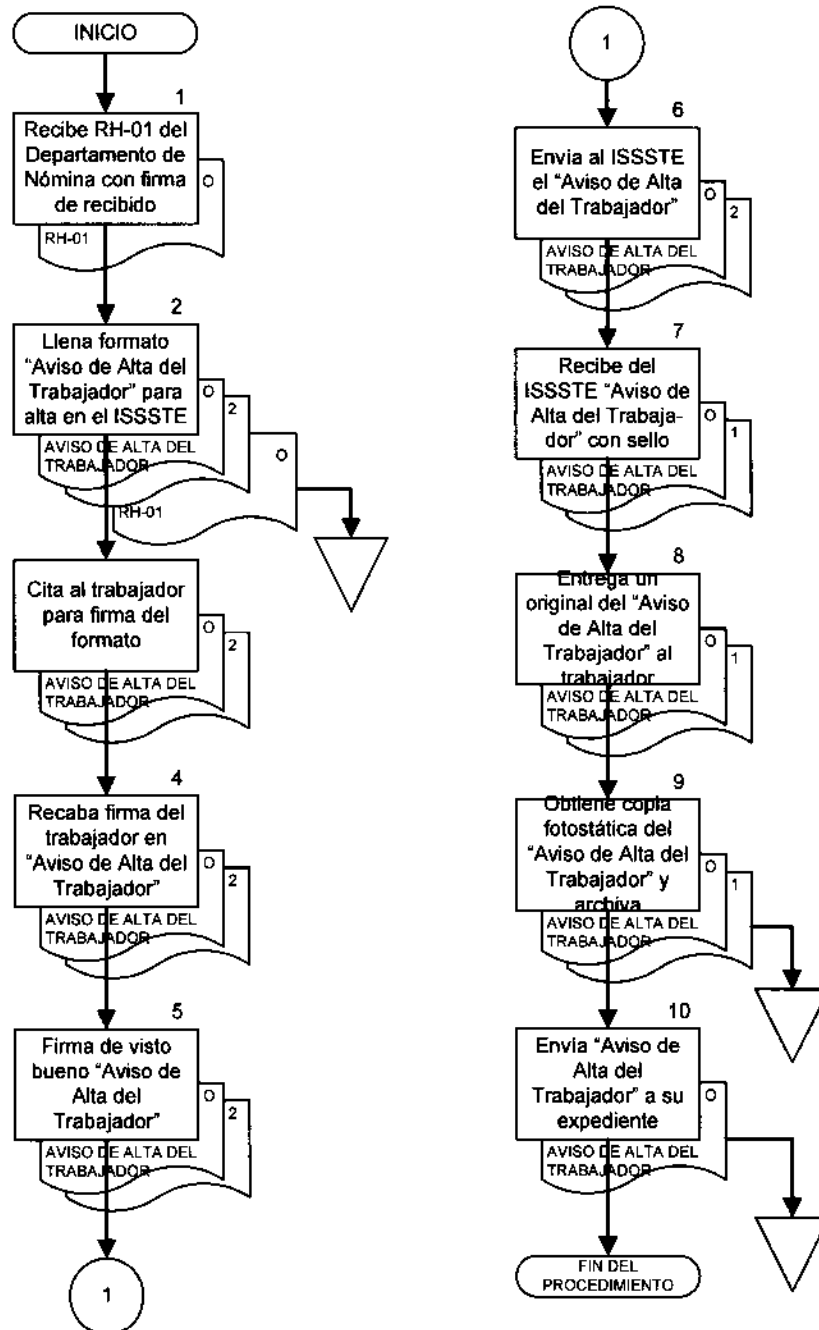 INICIO
1
Recibe RH-01 del
Departamento de
Nómina con firma
de recibido
O
RH-01
2
Llena formato
“Aviso de Alta del
Trabajador” para
alta en el ISSSTE
O
2
AVISO DE ALTA DEL
TRABAJADOR
O
RH-01
Cita al trabajador
para firma del
formato
O
2
AVISO DE ALTA DEL
TRABAJADOR
4
Recaba firma del
trabajador en
“Aviso de Alta del
Trabajador”
O
2
AVISO DE ALTA DEL
TRABAJADOR
5
Firma de visto
bueno “Aviso de
Alta del
Trabajador”
O
2
AVISO DE ALTA DEL
TRABAJADOR
1
1
6
Envía al ISSSTE
el “Aviso de Alta
del Trabajador”
O
2
AVISO DE ALTA DEL
TRABAJADOR
7
Recibe del
ISSSTE “Aviso de
Alta del Trabaja-
dor” con sello
O
1
AVISO DE ALTA DEL
TRABAJADOR
8
Entrega un
original del “Aviso
de Alta del
Trabajador” al
trabajador
O
1
AVISO DE ALTA DEL
TRABAJADOR
9
Obtiene copia
fotostática del
“Aviso de Alta del
Trabajador” y
archiva
O
1
AVISO DE ALTA DEL
TRABAJADOR
10
Envía “Aviso de
Alta del
Trabajador” a su
expediente
O
AVISO DE ALTA DEL
TRABAJADOR
FIN DEL
PROCEDIMIENTO